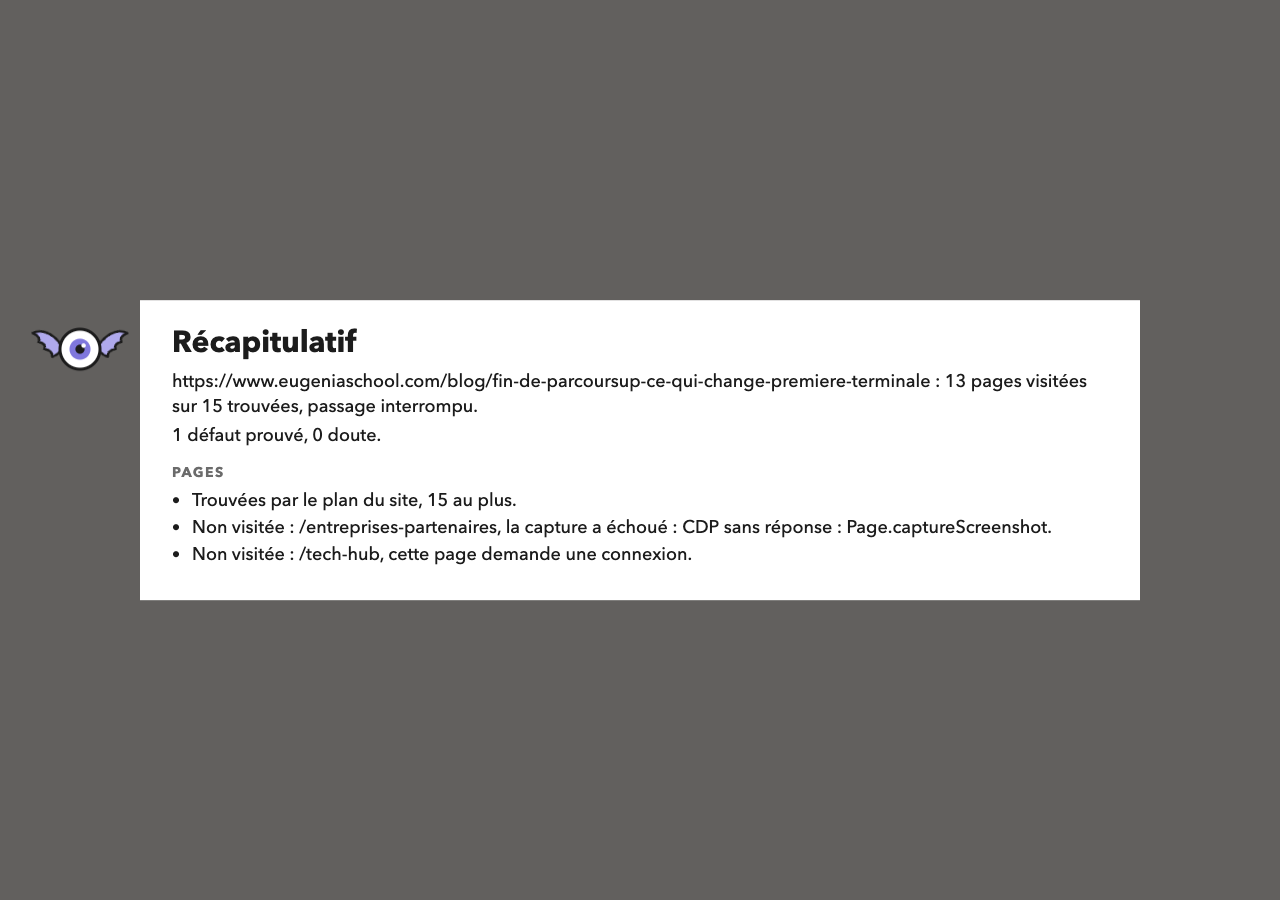 Récapitulatif
https://www.eugeniaschool.com/blog/fin-de-parcoursup-ce-qui-change-premiere-terminale : 13 pages visitées
sur 15 trouvées, passage interrompu.
1 défaut prouvé, 0 doute.
PAGES
• Trouvées par le plan du site, 15 au plus.
• Non visitée : /entreprises-partenaires, la capture a échoué : CDP sans réponse : Page.captureScreenshot.
• Non visitée : /tech-hub, cette page demande une connexion.